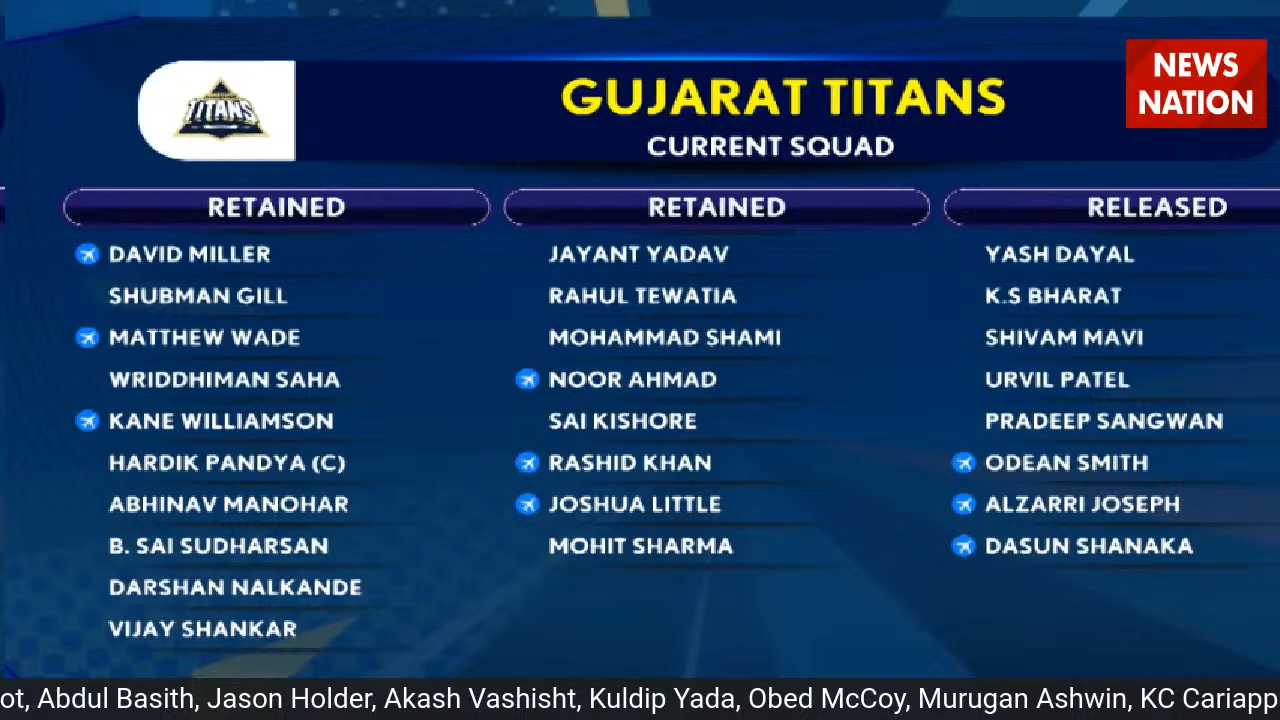 NEWS
NATION
TITANS
GUJARAT TITANS
CURRENT SQUAD
RETAINED
DAVID MILLER
SHUBMAN GILL
MATTHEW WADE
WRIDDHIMAN SAHA
KANE WILLIAMSON
HARDIK PANDYA (C)
ABHINAV MANOHAR
B. SAI SUDHARSAN
DARSHAN NALKANDE
VIJAY SHANKAR
RETAINED
JAYANT YADAV
RAHUL TEWATIA
MOHAMMAD SHAMI
NOOR AHMAD
SAI KISHORE
RASHID KHAN
JOSHUA LITTLE
MOHIT SHARMA
RELEASED
YASH DAYAL
K.S BHARAT
SHIVAM MAVI
URVIL PATEL
PRADEEP SANGWAN
ODEAN SMITH
ALZARRI JOSEPH
DASUN SHANAKA
ot, Abdul Basith, Jason Holder, Akash Vashisht, Kuldip Yada, Obed McCoy, Murugan Ashwin, KC Cariapp